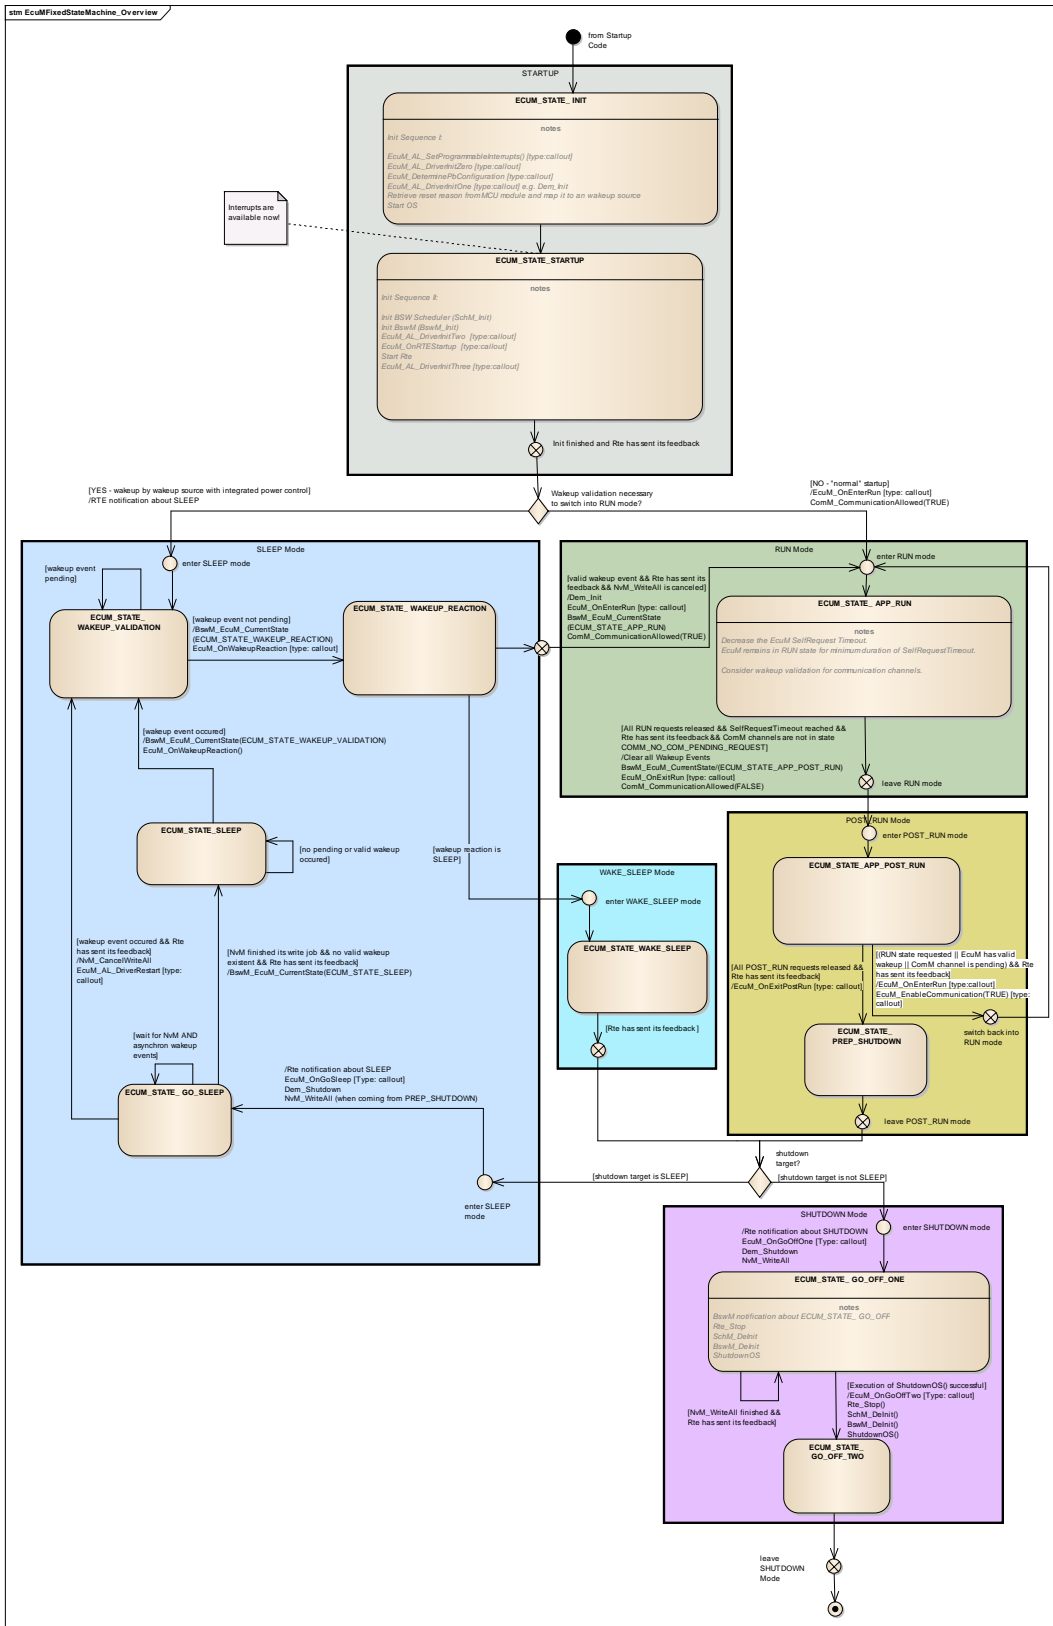 stm EcuMFixedStateMachine_Overview
from Startup
Code
STARTUP
ECUM_STATE_ INIT
notes
Init Sequence I:
EcuM_AL_SetProgrammableInterrupts() [type:callout]
EcuM_AL_DriverInitZero [type:callout]
EcuM_DeterminePbConfiguration [type:callout]
EcuM_AL_DriverInitOne [type:callout] e.g. Dem_Init
Retrieve reset reason from MCU module and map it to an wakeup source
Start OS
Interrupts are
available now!
ECUM_STATE_STARTUP
notes
Init Sequence II:
Init BSW Scheduler (SchM_Init)
Init BswM (BswM_Init)
EcuM_AL_DriverInitTwo [type:callout]
EcuM_OnRTEStartup [type:callout]
Start Rte
EcuM_AL_DriverInitThree [type:callout]
Init finished and Rte has sent its feedback
[YES - wakeup by wakeup source with integrated power control]
/RTE notification about SLEEP
Wakeup validation necessary
to switch into RUN mode?
[NO - "normal" startup]
/EcuM_OnEnterRun [type: callout]
ComM_CommunicationAllowed(TRUE)
SLEEP Mode
enter SLEEP mode
[wakeup event
pending]
ECUM_STATE_
WAKEUP_VALIDATION
[wakeup event not pending]
/BswM_EcuM_CurrentState
(ECUM_STATE_WAKEUP_REACTION)
EcuM_OnWakeupReaction [type: callout]
ECUM_STATE_ WAKEUP_REACTION
RUN Mode
enter RUN mode
[valid wakeup event && Rte has sent its
feedback && NvM_WriteAll is canceled]
/Dem_Init
EcuM_OnEnterRun [type: callout]
BswM_EcuM_CurrentState
(ECUM_STATE_APP_RUN)
ComM_CommunicationAllowed(TRUE)
ECUM_STATE_ APP_RUN
notes
Decrease the EcuM SelfRequest Timeout.
EcuM remains in RUN state for minimum duration of SelfRequestTimeout.
Consider wakeup validation for communication channels.
[All RUN requests released && SelfRequestTimeout reached &&
Rte has sent its feedback && ComM channels are not in state
COMM_NO_COM_PENDING_REQUEST]
/Clear all Wakeup Events
BswM_EcuM_CurrentState/(ECUM_STATE_APP_POST_RUN)
EcuM_OnExitRun [type: callout]
ComM_CommunicationAllowed(FALSE)
leave RUN mode
[wakeup event occured]
/BswM_EcuM_CurrentState(ECUM_STATE_WAKEUP_VALIDATION)
EcuM_OnWakeupReaction()
ECUM_STATE_SLEEP
[no pending or valid wakeup
occured]
[wakeup reaction is
SLEEP]
POST_RUN Mode
enter POST_RUN mode
ECUM_STATE_APP_POST_RUN
WAKE_SLEEP Mode
enter WAKE_SLEEP mode
ECUM_STATE_WAKE_SLEEP
[Rte has sent its feedback ]
[All POST_RUN requests released &&
Rte has sent its feedback]
/EcuM_OnExitPostRun [type: callout]
[(RUN state requested || EcuM has valid
wakeup || ComM channel is pending) && Rte
has sent its feedback]
/EcuM_OnEnterRun [type:callout]
EcuM_EnableCommunication(TRUE) [type:
callout]
switch back into
RUN mode
ECUM_STATE_
PREP_SHUTDOWN
leave POST_RUN mode
[wakeup event occured && Rte
has sent its feedback]
/NvM_CancelWriteAll
EcuM_AL_DriverRestart [type:
callout]
[NvM finished its write job && no valid wakeup
existent && Rte has sent its feedback]
/BswM_EcuM_CurrentState(ECUM_STATE_SLEEP)
[wait for NvM AND
asynchron wakeup
events]
ECUM_STATE_ GO_SLEEP
/Rte notification about SLEEP
EcuM_OnGoSleep [Type: callout]
Dem_Shutdown
NvM_WriteAll (when coming from PREP_SHUTDOWN)
enter SLEEP
mode
[shutdown target is SLEEP]
shutdown
target?
[shutdown target is not SLEEP]
SHUTDOWN Mode
enter SHUTDOWN mode
/Rte notification about SHUTDOWN
EcuM_OnGoOffOne [Type: callout]
Dem_Shutdown
NvM_WriteAll
ECUM_STATE_ GO_OFF_ONE
notes
BswM notification about ECUM_STATE_ GO_OFF
Rte_Stop
SchM_DeInit
BswM_DeInit
ShutdownOS
[NvM_WriteAll finished &&
Rte has sent its feedback]
[Execution of ShutdownOS() successful]
/EcuM_OnGoOffTwo [Type: callout]
Rte_Stop()
SchM_DeInit()
BswM_DeInit()
ShutdownOS()
ECUM_STATE_
GO_OFF_TWO
leave
SHUTDOWN
Mode